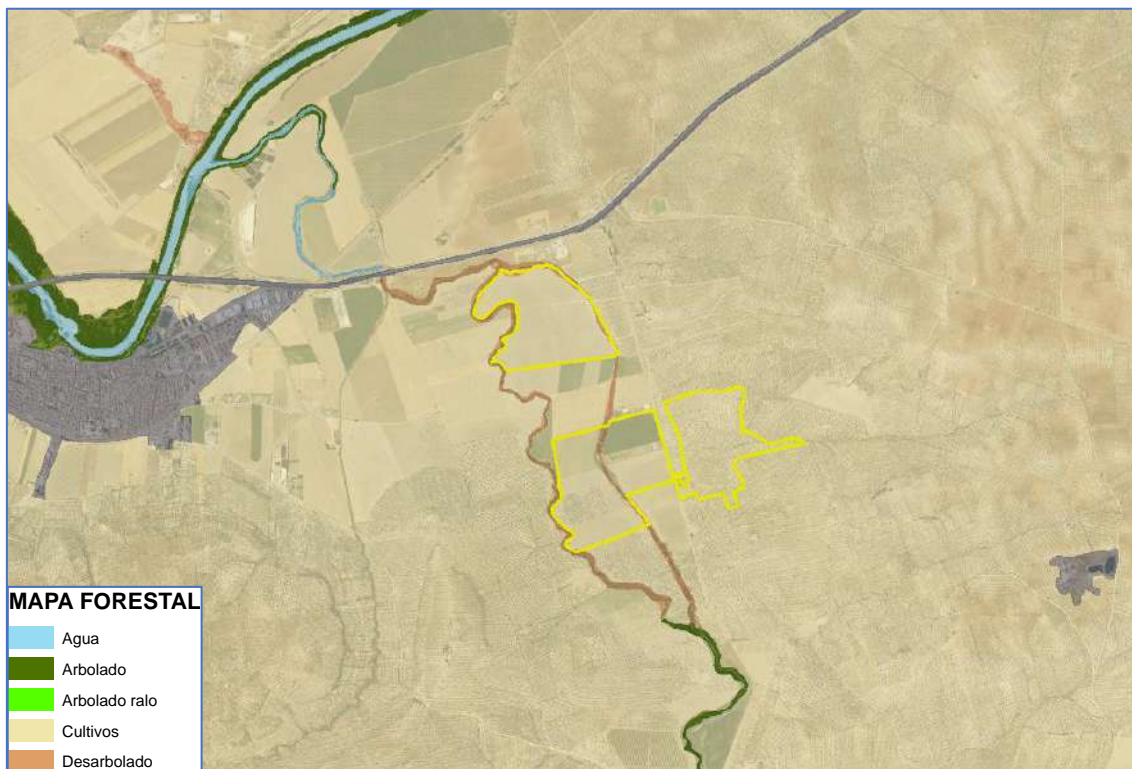 MAPA FORESTAL
Agua
Arbolado
Arbolado ralo
Cultivos
Desarbolado